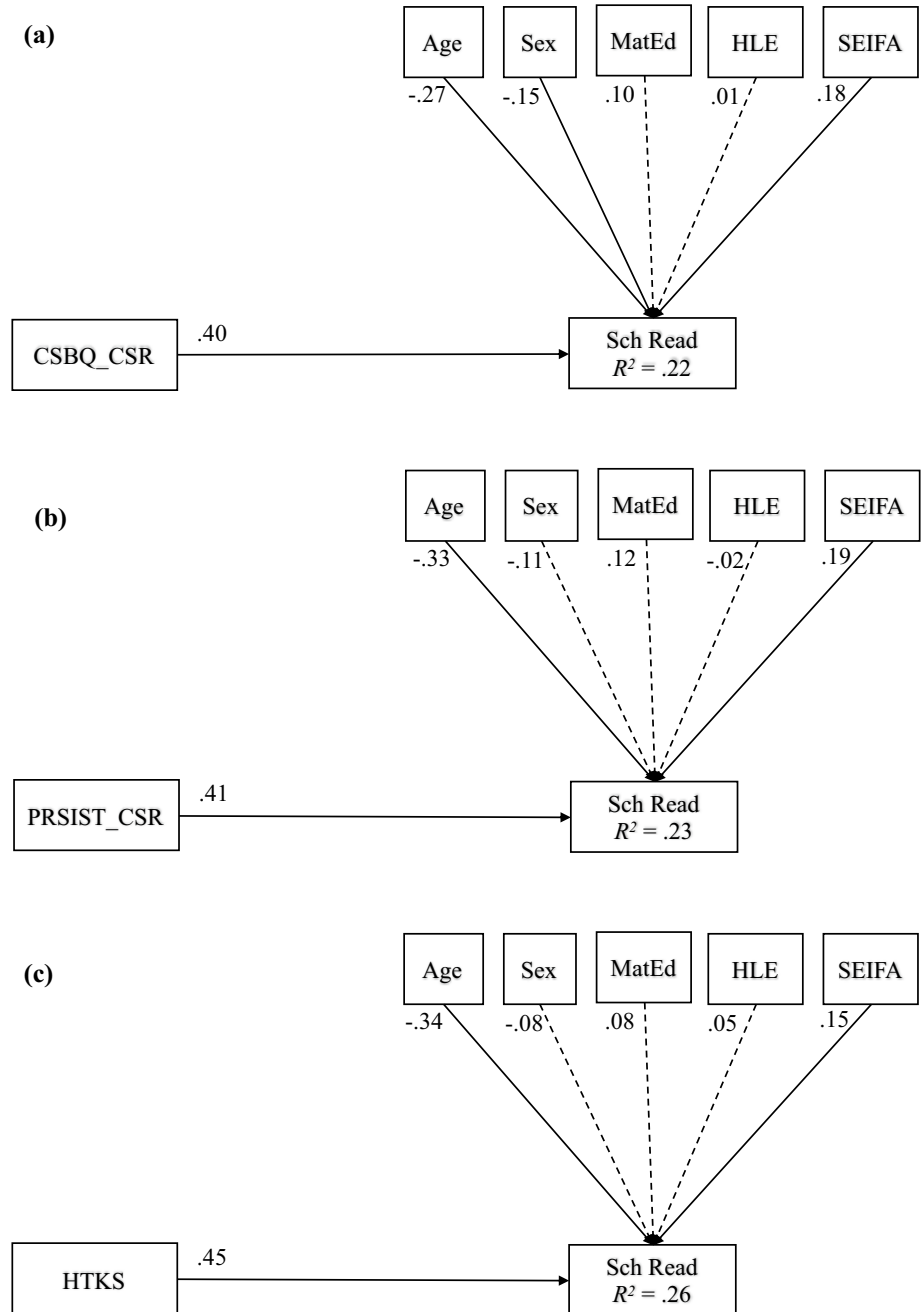 (a)
Age Sex MatEd HLE SEIFA
-.27 -.15 .10 .01 .18
CSBQ_CSR .40 Sch Read
R² = .22
(b)
Age Sex MatEd HLE SEIFA
-.33 -.11 .12 -.02 .19
PRSIST_CSR .41 Sch Read
R² = .23
(c)
Age Sex MatEd HLE SEIFA
-.34 -.08 .08 .05 .15
HTKS .45 Sch Read
R² = .26